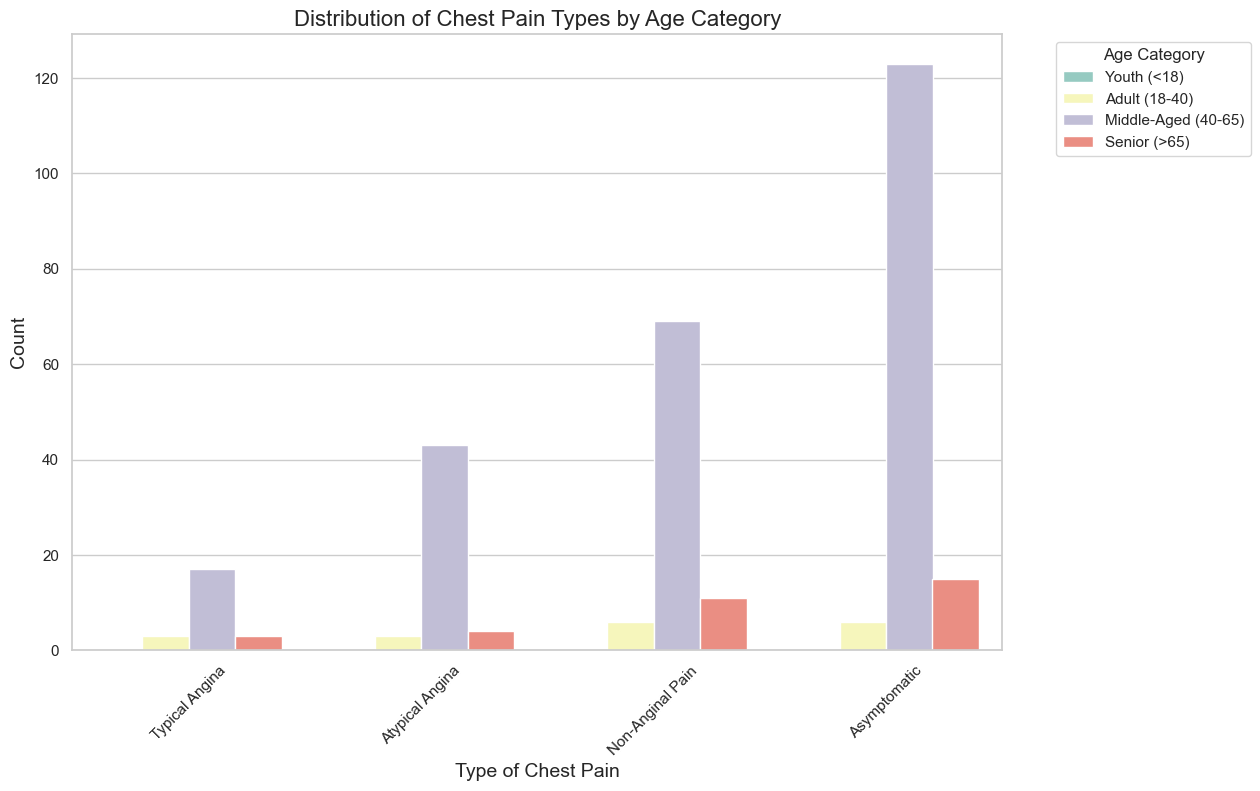 Distribution of Chest Pain Types by Age Category
Age Category
Youth (<18)
Adult (18-40)
Middle-Aged (40-65)
Senior (>65)
Count
120
100
80
60
40
20
0
Typical Angina
Atypical Angina
Non-Anginal Pain
Asymptomatic
Type of Chest Pain